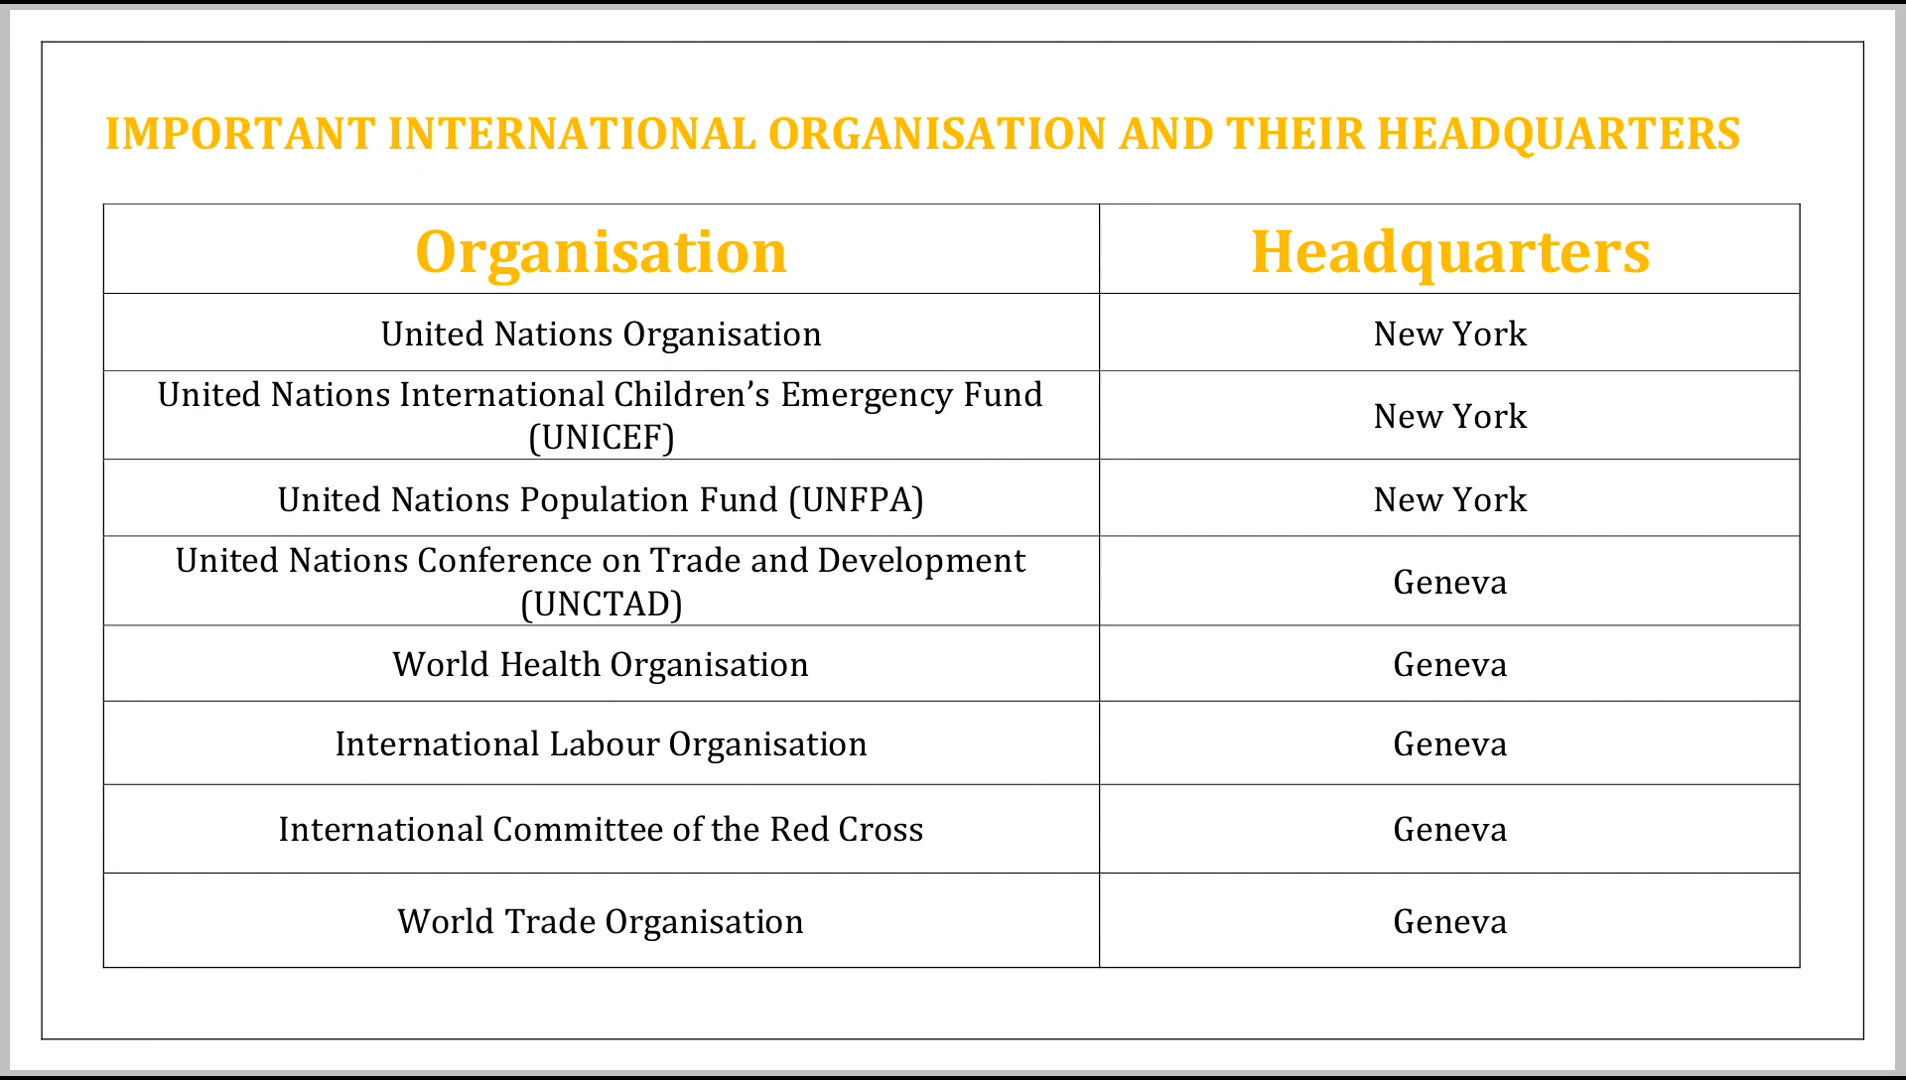 IMPORTANT INTERNATIONAL ORGANISATION AND THEIR HEADQUARTERS
Organisation
Headquarters
United Nations Organisation
New York
United Nations International Children’s Emergency Fund
(UNICEF)
New York
United Nations Population Fund (UNFPA)
New York
United Nations Conference on Trade and Development
(UNCTAD)
Geneva
World Health Organisation
Geneva
International Labour Organisation
Geneva
International Committee of the Red Cross
Geneva
World Trade Organisation
Geneva